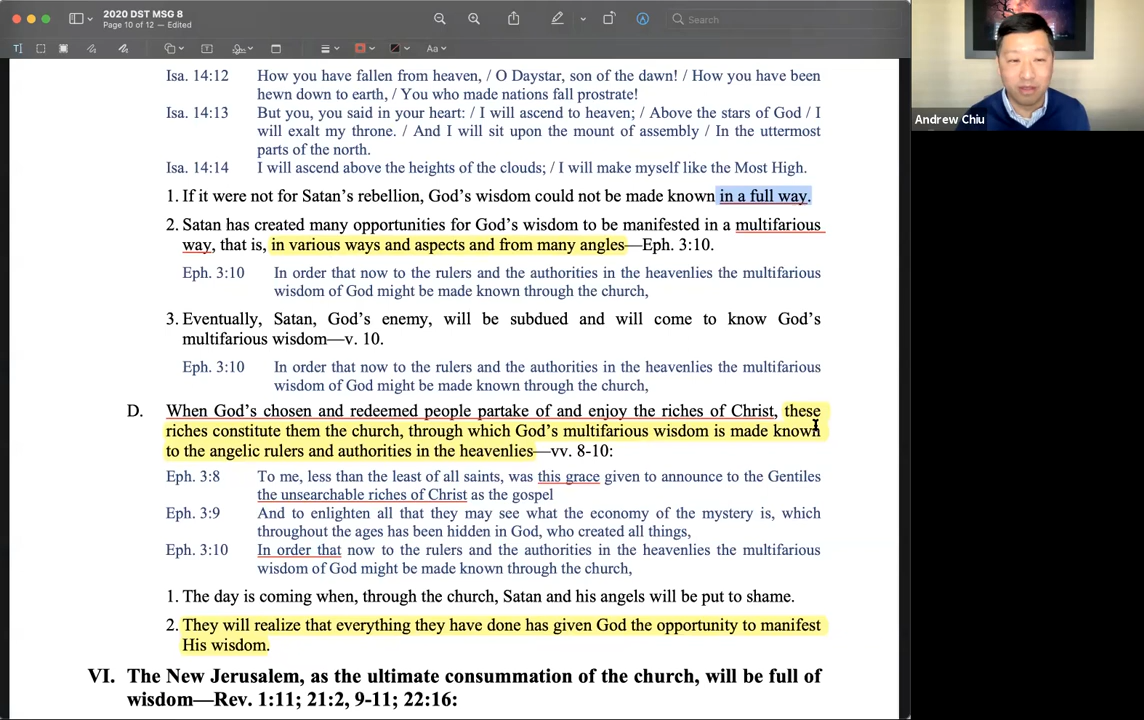 2020 DST MSG 8
Page 10 of 12 — Edited
Search
Aa
Andrew Chiu
Isa. 14:12 How you have fallen from heaven, / O Daystar, son of the dawn! / How you have been
hewn down to earth, / You who made nations fall prostrate!
Isa. 14:13 But you, you said in your heart: / I will ascend to heaven; / Above the stars of God / I
will exalt my throne. / And I will sit upon the mount of assembly / In the uttermost
parts of the north.
Isa. 14:14 I will ascend above the heights of the clouds; / I will make myself like the Most High.
1. If it were not for Satan’s rebellion, God’s wisdom could not be made known in a full way.
2. Satan has created many opportunities for God’s wisdom to be manifested in a multifarious
way, that is, in various ways and aspects and from many angles—Eph. 3:10.
Eph. 3:10 In order that now to the rulers and the authorities in the heavenlies the multifarious
wisdom of God might be made known through the church,
3. Eventually, Satan, God’s enemy, will be subdued and will come to know God’s
multifarious wisdom—v. 10.
Eph. 3:10 In order that now to the rulers and the authorities in the heavenlies the multifarious
wisdom of God might be made known through the church,
D. When God’s chosen and redeemed people partake of and enjoy the riches of Christ, these
riches constitute them the church, through which God’s multifarious wisdom is made known
to the angelic rulers and authorities in the heavenlies—vv. 8-10:
Eph. 3:8 To me, less than the least of all saints, was this grace given to announce to the Gentiles
the unsearchable riches of Christ as the gospel
Eph. 3:9 And to enlighten all that they may see what the economy of the mystery is, which
throughout the ages has been hidden in God, who created all things,
Eph. 3:10 In order that now to the rulers and the authorities in the heavenlies the multifarious
wisdom of God might be made known through the church,
1. The day is coming when, through the church, Satan and his angels will be put to shame.
2. They will realize that everything they have done has given God the opportunity to manifest
His wisdom.
VI. The New Jerusalem, as the ultimate consummation of the church, will be full of
wisdom—Rev. 1:11; 21:2, 9-11; 22:16: